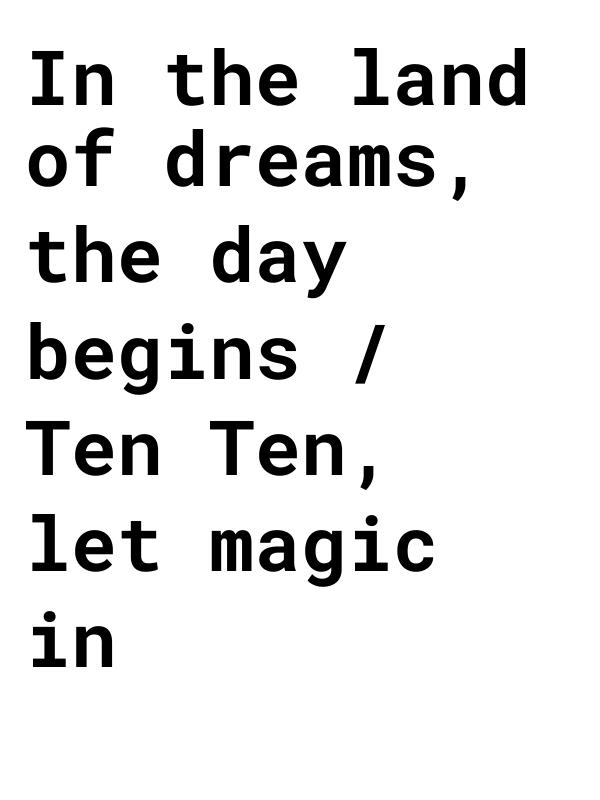 In the land
of dreams,
the day
begins /
Ten Ten,
let magic
in